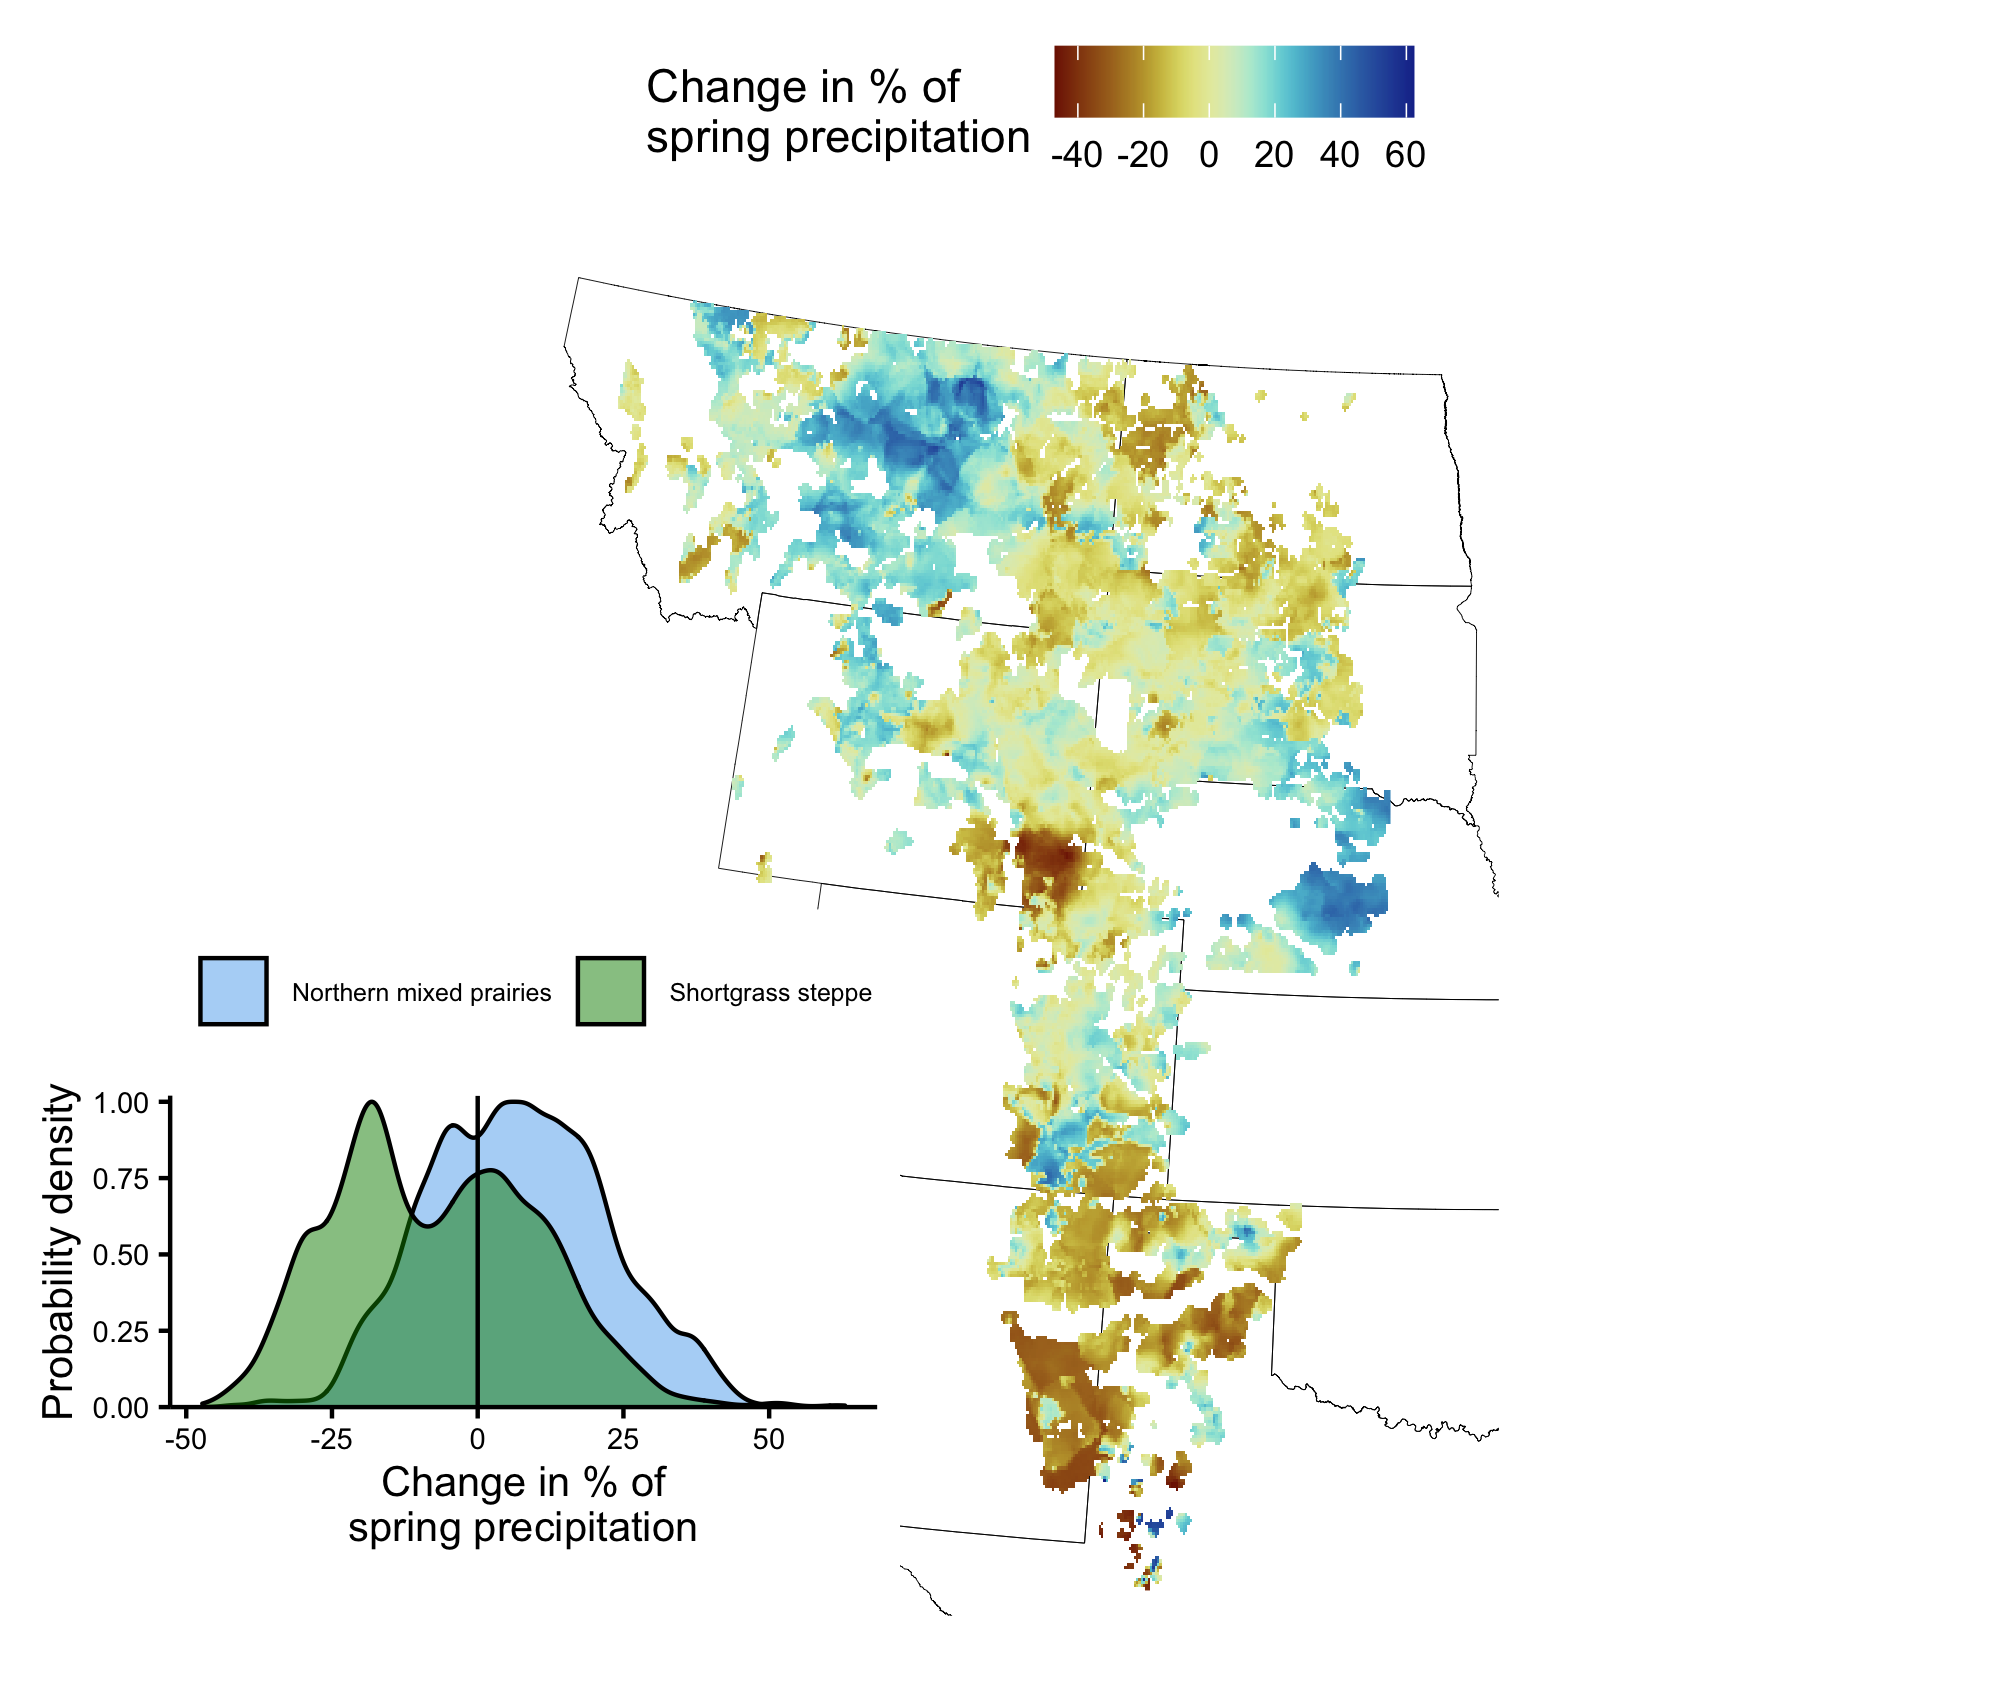 Change in % of
spring precipitation
-40 -20 0 20 40 60
Northern mixed prairies
Shortgrass steppe
Probability density
1.00
0.75
0.50
0.25
0.00
-50 -25 0 25 50
Change in % of
spring precipitation